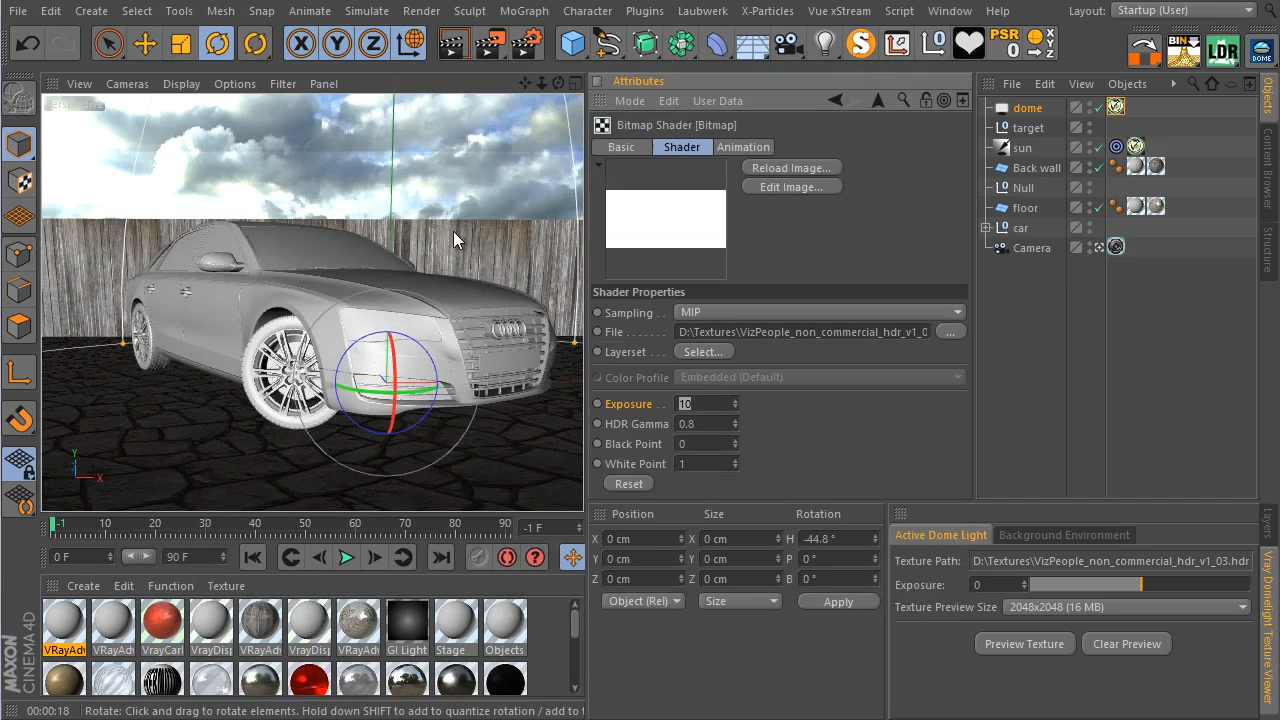 File Edit Create Select Tools Mesh Snap Animate Simulate Render Sculpt MoGraph Character Plugins Laubwerk X-Particles Vue xStream Script Window Help Layout: Startup (User)
X Y Z S PSR 0 X Y Z BIN LDR DOME
View Cameras Display Options Filter Panel
Perspective
Attributes
Mode Edit User Data
Bitmap Shader [Bitmap]
Basic Shader Animation
Reload Image...
Edit Image...
Shader Properties
Sampling . . MIP
File . . . . . . . D:\Textures\VizPeople_non_commercial_hdr_v1_0 ...
Layerset . . . Select...
Color Profile Embedded (Default)
Exposure . . 10
HDR Gamma 0.8
Black Point 0
White Point 1
Reset
File Edit View Objects
dome
target
sun
Back wall
Null
floor
car
Camera
Objects
Content Browser
Structure
Y
Z X
-1 10 20 30 40 50 60 70 80 90 -1 F
0 F 90 F
Create Edit Function Texture
VRayAdv VRayAdv VrayCarl VrayDisp VRayAdv VrayDisp VRayAdv GI Light Stage Objects
Position Size Rotation
X 0 cm X 0 cm H -44.8 °
Y 0 cm Y 0 cm P 0 °
Z 0 cm Z 0 cm B 0 °
Object (Rel) Size Apply
Active Dome Light Background Environment
Texture Path: D:\Textures\VizPeople_non_commercial_hdr_v1_03.hdr
Exposure: 0
Texture Preview Size 2048x2048 (16 MB)
Preview Texture Clear Preview
Layers
Vray Domelight Texture Viewer
MAXON
CINEMA4D
00:00:18 Rotate: Click and drag to rotate elements. Hold down SHIFT to add to quantize rotation / add to t